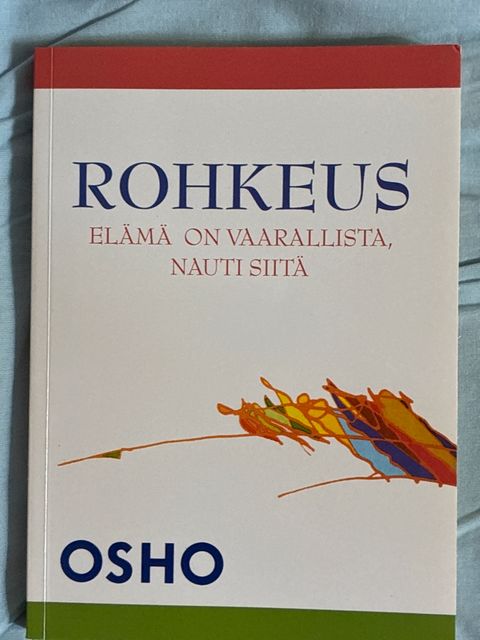 ROHKEUS
ELÄMÄ ON VAARALLISTA,
NAUTI SIITÄ
OSHO